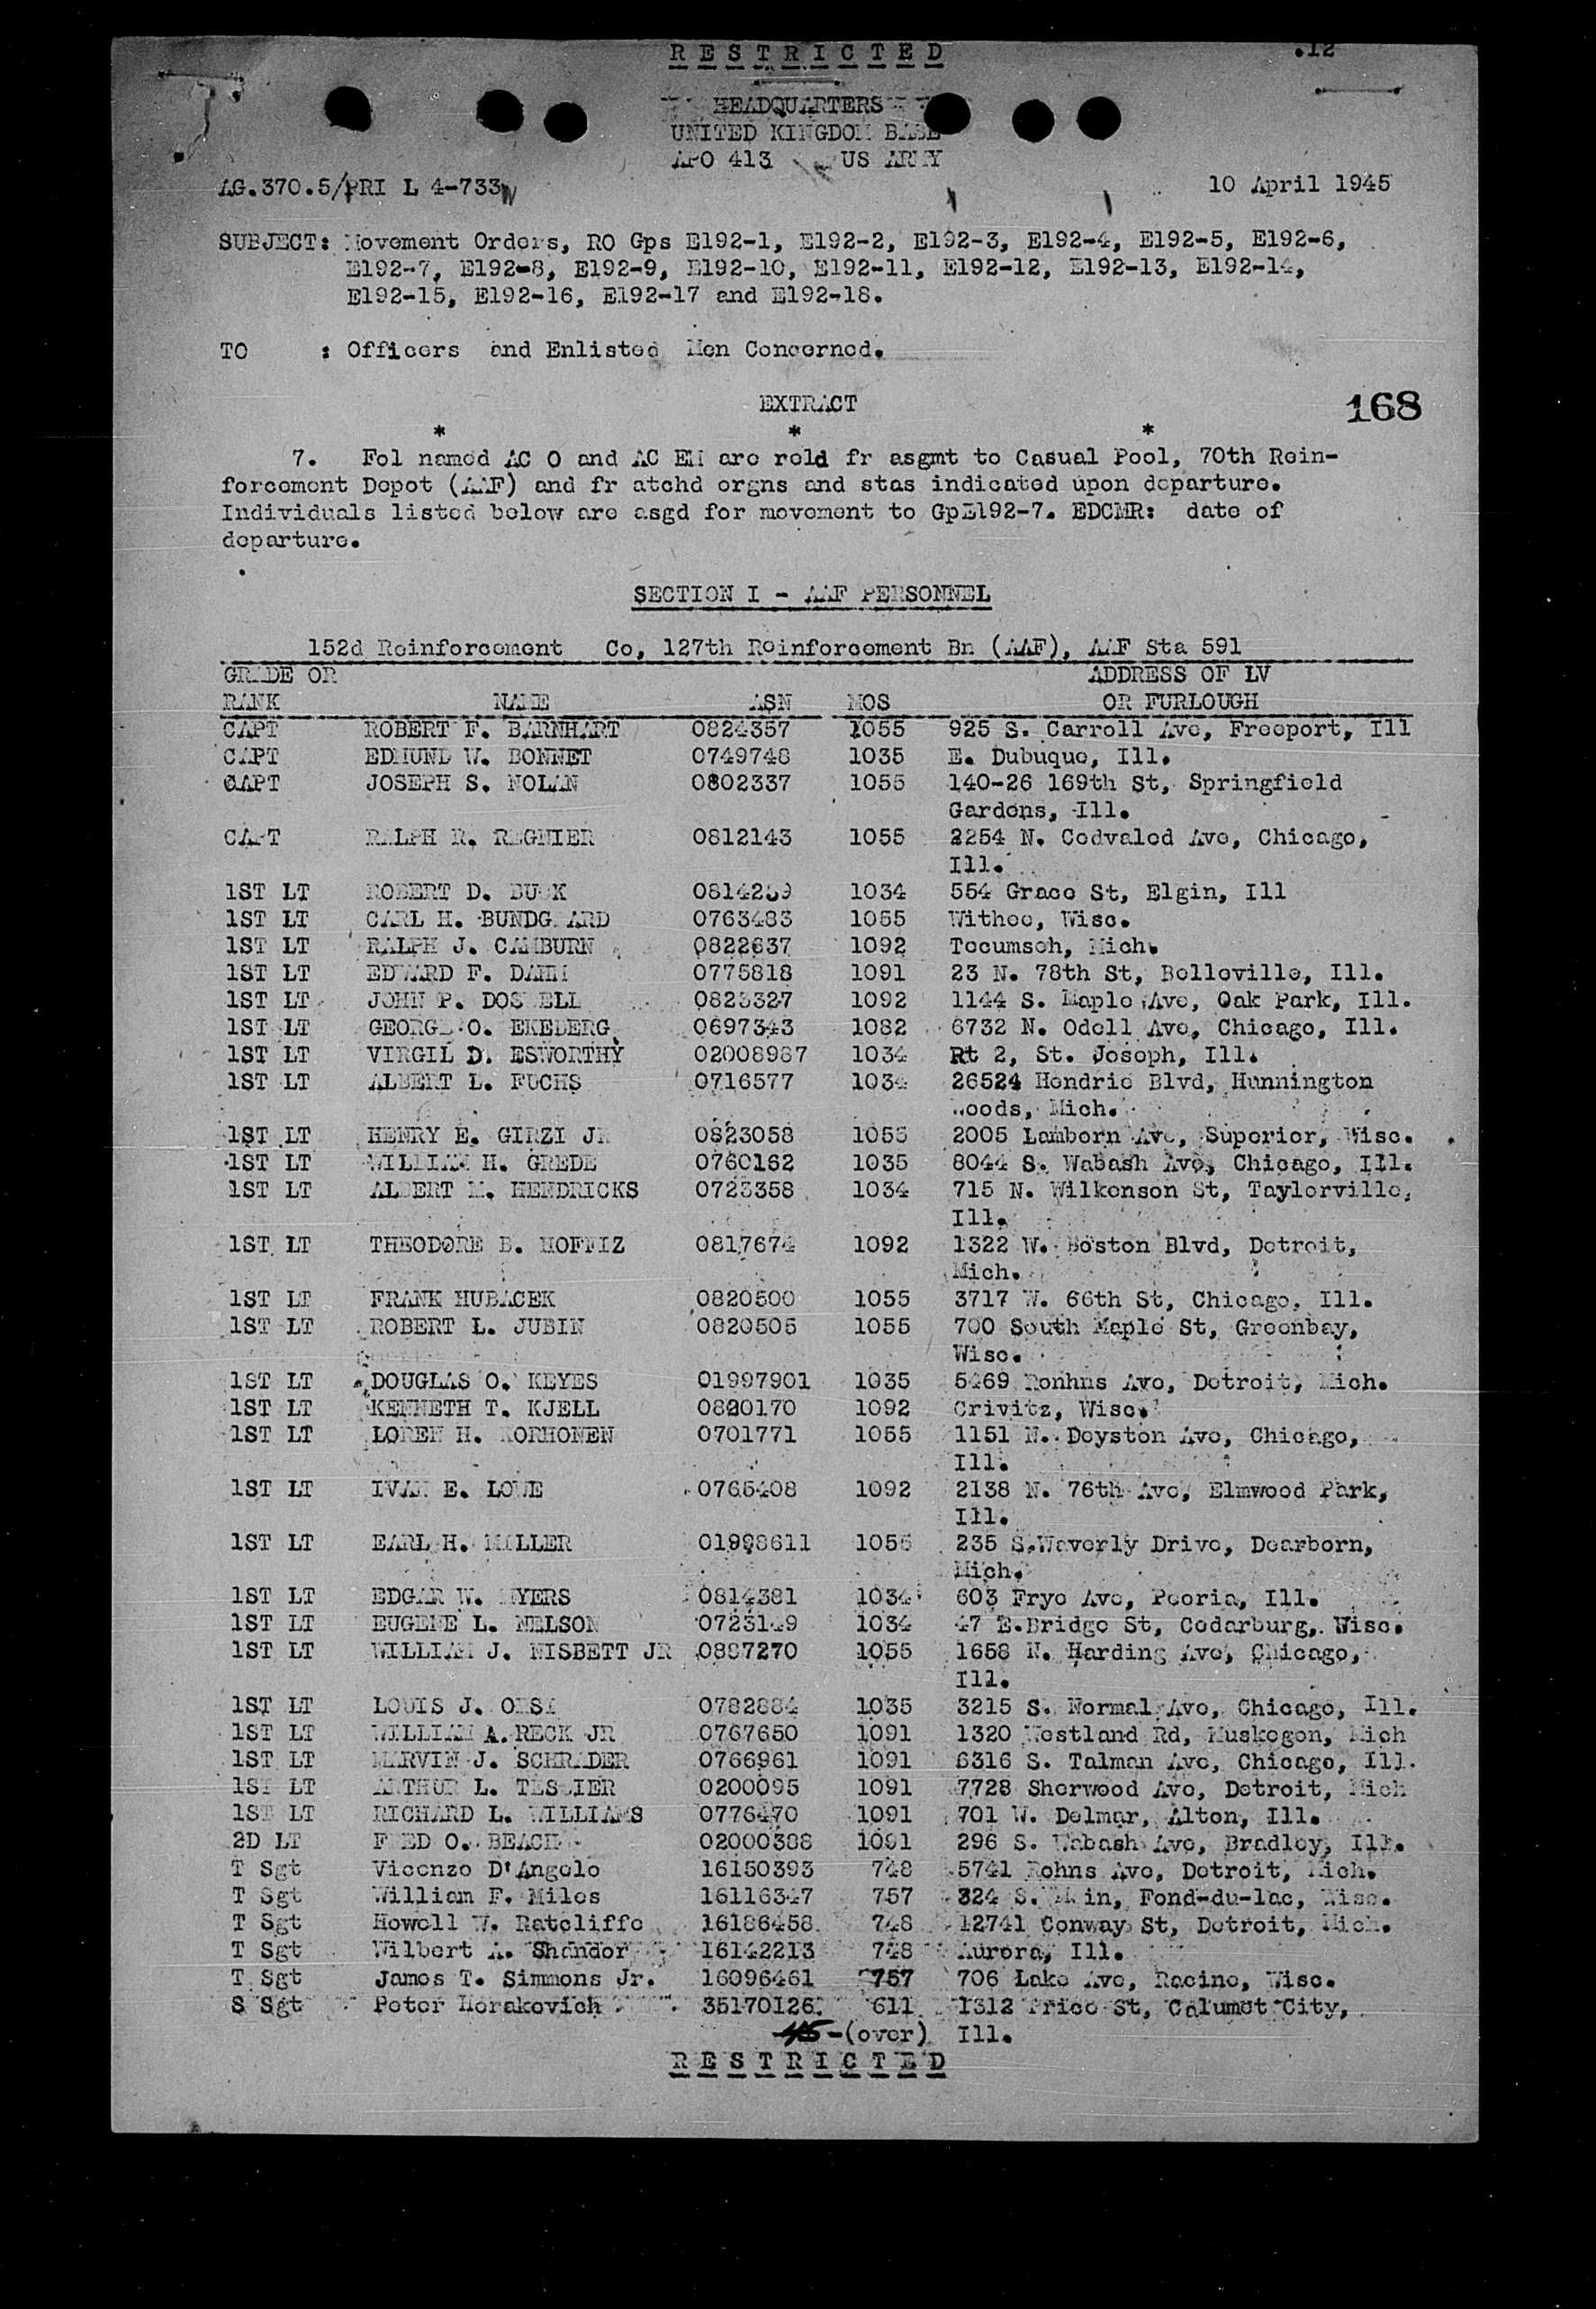 RESTRICTED
.12
HEADQUARTERS
UNITED KINGDOM BASE
APO 413 US ARMY
AG.370.5/PRI L 4-733
10 April 1945
SUBJECT: Movement Orders, RO Gps E192-1, E192-2, E192-3, E192-4, E192-5, E192-6,
E192-7, E192-8, E192-9, E192-10, E192-11, E192-12, E192-13, E192-14,
E192-15, E192-16, E192-17 and E192-18.
TO : Officers and Enlisted Men Concerned.
EXTRACT
168
* * *
7. Fol named AC O and AC EM are reld fr asgmt to Casual Pool, 70th Rein-
forcement Depot (AAF) and fr atchd orgns and stas indicated upon departure.
Individuals listed below are asgd for movement to GpE192-7. EDCMR: date of
departure.
SECTION I - AAF PERSONNEL
152d Reinforcement Co, 127th Reinforcement Bn (AAF), AAF Sta 591
GRADE OR ADDRESS OF LV
RANK NAME ASN MOS OR FURLOUGH
CAPT ROBERT F. BARNHART 0824357 1055 925 S. Carroll Ave, Freeport, Ill
CAPT EDMUND W. BONNET 0749748 1035 E. Dubuque, Ill.
CAPT JOSEPH S. NOLAN 0802337 1055 140-26 169th St, Springfield
Gardens, Ill.
CAPT RALPH R. REGNIER 0812143 1055 2254 N. Cedvaled Ave, Chicago,
Ill.
1ST LT ROBERT D. BUCK 1034 554 Grace St, Elgin, Ill
1ST LT CARL H. BUNDGAARD 0763483 1055 Withee, Wisc.
1ST LT RALPH J. CAMBURN 0822637 1092 Tecumseh, Mich.
1ST LT EDWARD F. DAHM 0775818 1091 23 N. 78th St, Belleville, Ill.
1ST LT JOHN P. 0823327 1092 1144 S. Maple Ave, Oak Park, Ill.
1ST LT GEORGE O. EKEBERG 0697343 1082 6732 N. Odell Ave, Chicago, Ill.
1ST LT VIRGIL D. ESWORTHY 02008987 1034 Rt 2, St. Joseph, Ill.
1ST LT ALBERT L. FUCHS 0716577 1034 26524 Hendrie Blvd, Hunnington
Woods, Mich.
1ST LT HENRY E. GIRZI JR 0823058 1055 2005 Lamborn Ave, Superior, Wisc.
1ST LT WILLIAM H. GREDE 0760162 1035 8044 S. Wabash Ave, Chicago, Ill.
1ST LT ALBERT M. HENDRICKS 0723358 1034 715 N. Wilkenson St, Taylorville,
Ill.
1ST LT THEODORE B. 0817674 1092 1322 W. Boston Blvd, Detroit,
Mich.
1ST LT FRANK HUBACEK 0820500 1055 3717 W. 66th St, Chicago, Ill.
1ST LT ROBERT L. JUBIN 0820505 1055 700 South Maple St, Greenbay,
Wisc.
1ST LT DOUGLAS O. KEYES 01997901 1035 5469 Ronhns Ave, Detroit, Mich.
1ST LT KENNETH T. KJELL 0820170 1092 Crivitz, Wisc.
1ST LT LOREN H. KORHONEN 0701771 1055 1151 N. Doyston Ave, Chicago,
Ill.
1ST LT IVAN E. LOWE 0765408 1092 2138 N. 76th Ave, Elmwood Park,
Ill.
1ST LT EARL H. MILLER 01998611 1055 235 S.Waverly Drive, Dearborn,
Mich.
1ST LT EDGAR W. MYERS 0814381 1034 603 Frye Ave, Peoria, Ill.
1ST LT EUGENE L. NELSON 0723149 1034 47 E.Bridge St, Cedarburg, Wisc.
1ST LT WILLIAM J. NISBETT JR 0887270 1055 1658 N. Harding Ave, Chicago,
Ill.
1ST LT LOUIS J. ORSI 0782884 1035 3215 S. Normal Ave, Chicago, Ill.
1ST LT WILLIAM A. RECK JR 0767650 1091 1320 Westland Rd, Muskegon, Mich
1ST LT MARVIN J. SCHRADER 0766961 1091 6316 S. Talman Ave, Chicago, Ill.
1ST LT ARTHUR L. TESSIER 0200095 1091 7728 Sherwood Ave, Detroit, Mich
1ST LT RICHARD L. WILLIAMS 0776470 1091 701 W. Delmar, Alton, Ill.
2D LT FRED O. BEACH 02000388 1091 296 S. Wabash Ave, Bradley, Ill.
T Sgt Vicenzo D'Angelo 16150393 748 5741 Rohns Ave, Detroit, Mich.
T Sgt William F. Miles 16116347 757 324 S. Main, Fond-du-lac, Wisc.
T Sgt Howell W. Ratcliffe 16186458 748 12741 Conway St, Detroit, Mich.
T Sgt Wilbert A. Shandor 16142213 748 Aurora, Ill.
T Sgt James T. Simmons Jr. 16096461 757 706 Lake Ave, Racine, Wisc.
S Sgt Peter Horakovich 35170126 611 1312 Price St, Calumet City,
-(over) Ill.
RESTRICTED